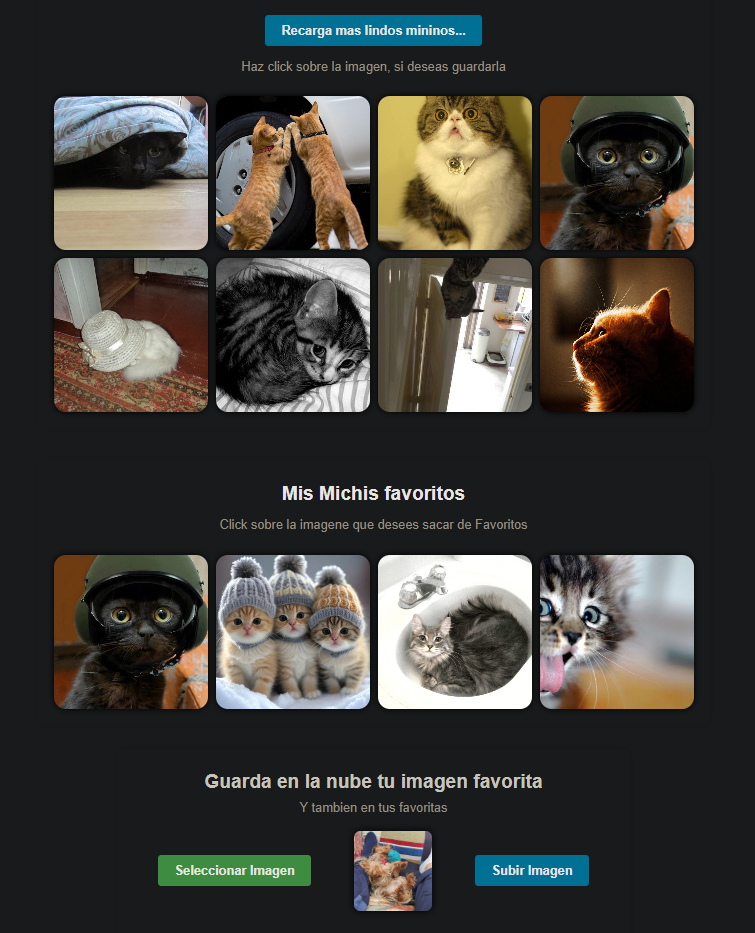 Recarga mas lindos mininos...
Haz click sobre la imagen, si deseas guardarla
Mis Michis favoritos
Click sobre la imagene que desees sacar de Favoritos
Guarda en la nube tu imagen favorita
Y tambien en tus favoritas
Seleccionar Imagen
Subir Imagen